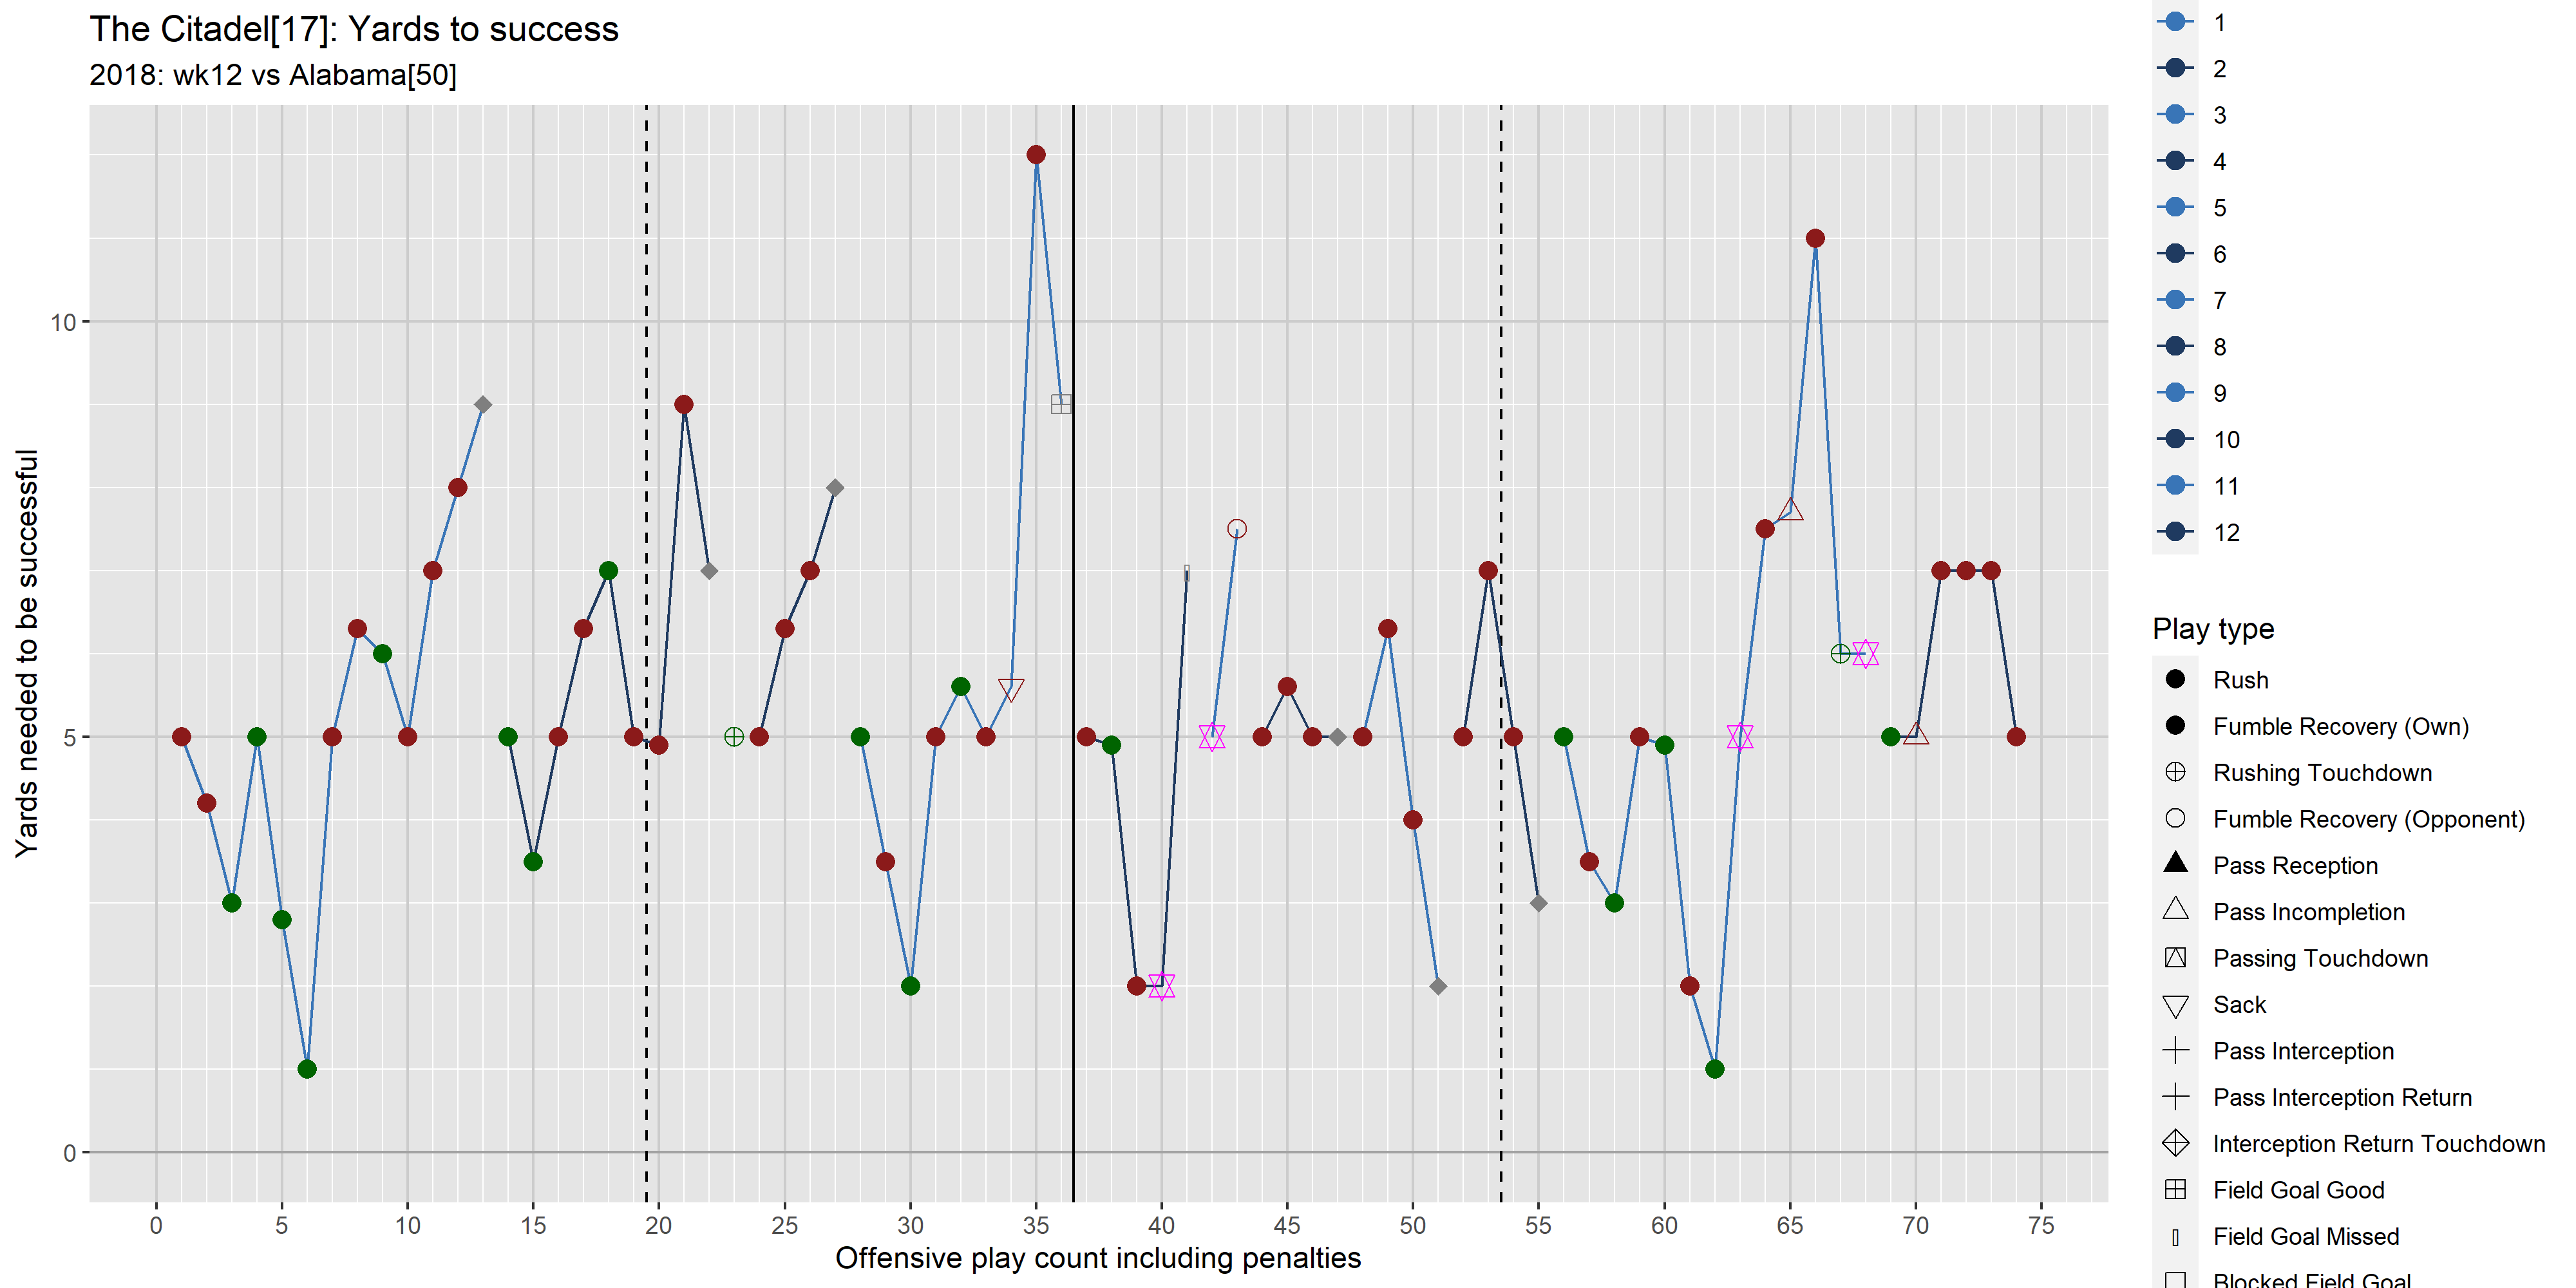 The Citadel[17]: Yards to success
2018: wk12 vs Alabama[50]
Yards needed to be successful
10
5
0
0 5 10 15 20 25 30 35 40 45 50 55 60 65 70 75
Offensive play count including penalties
1
2
3
4
5
6
7
8
9
10
11
12
Play type
Rush
Fumble Recovery (Own)
Rushing Touchdown
Fumble Recovery (Opponent)
Pass Reception
Pass Incompletion
Passing Touchdown
Sack
Pass Interception
Pass Interception Return
Interception Return Touchdown
Field Goal Good
Field Goal Missed
Blocked Field Goal